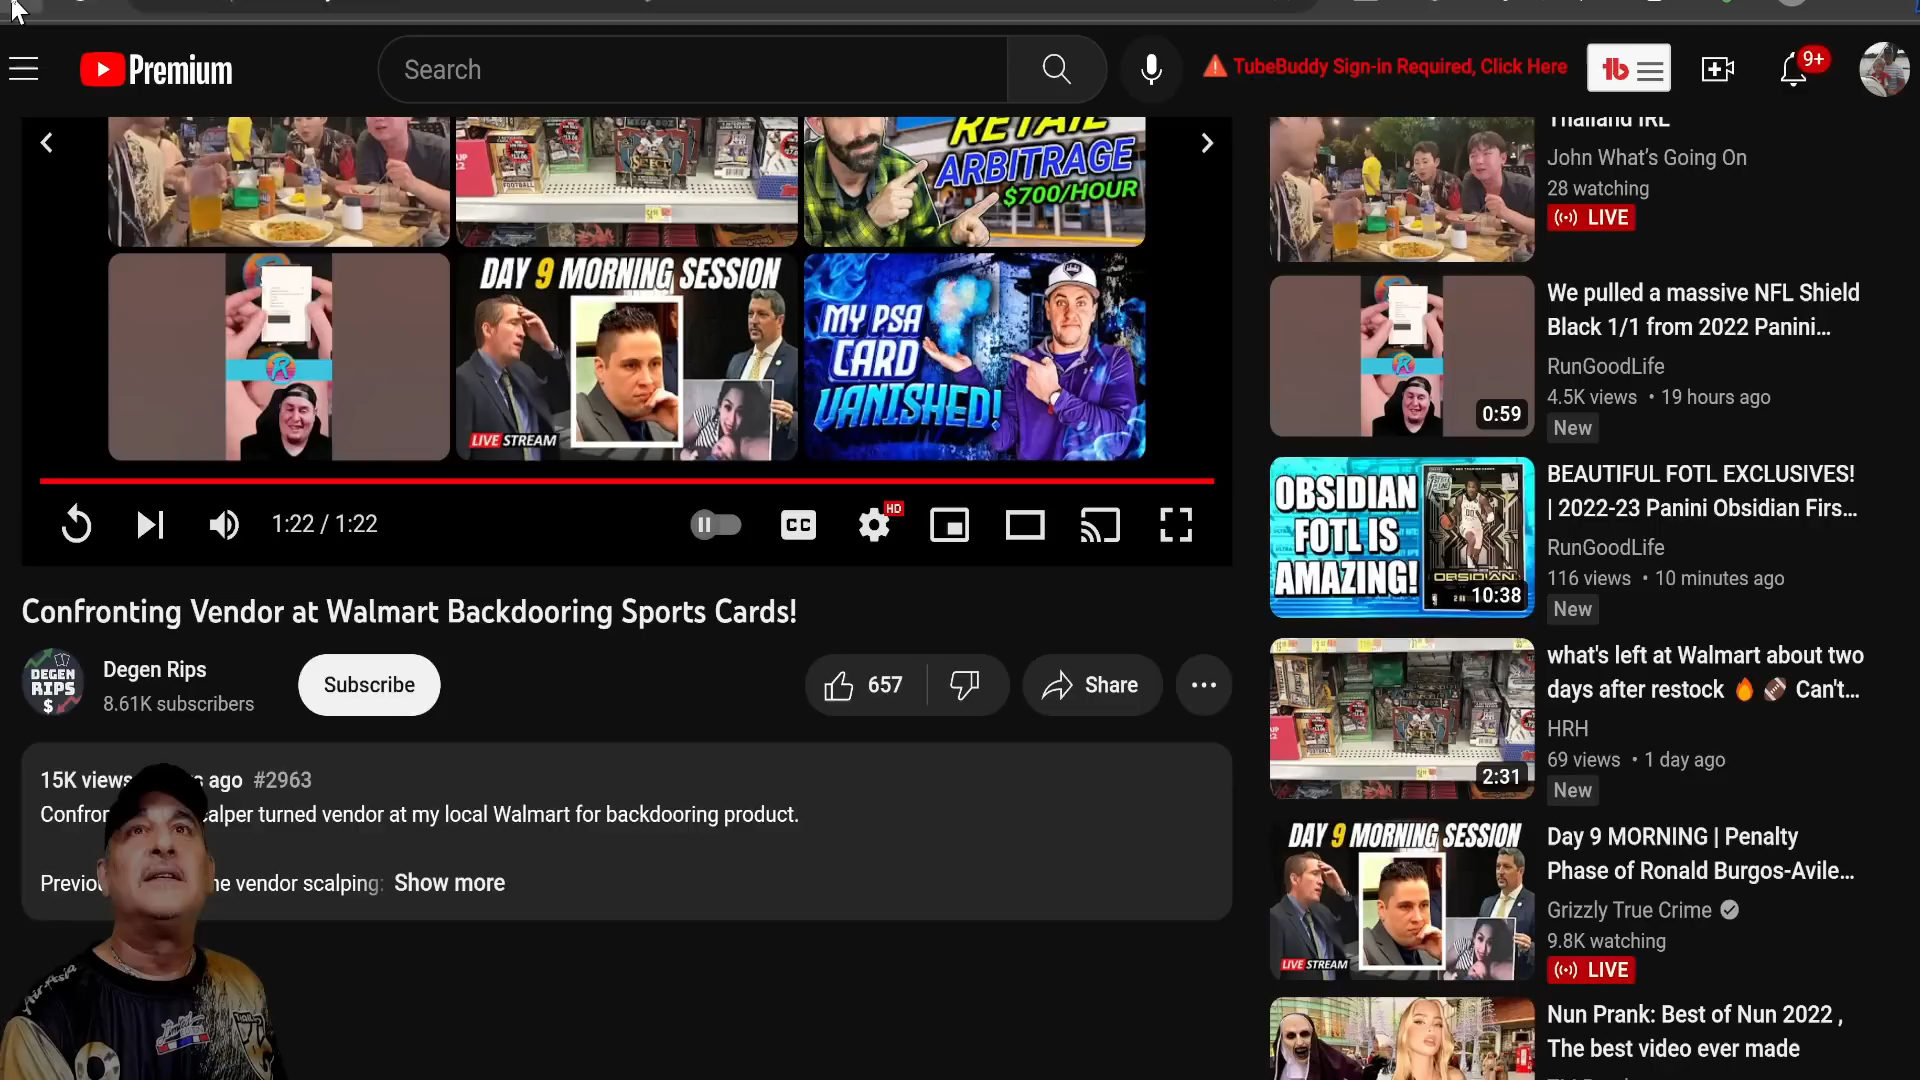 Premium
Search
TubeBuddy Sign-in Required, Click Here
tb
9+
RETAIL
ARBITRAGE
$700/HOUR
DAY 9 MORNING SESSION
LIVE STREAM
MY PSA
CARD
VANISHED!
1:22 / 1:22
CC
HD
Confronting Vendor at Walmart Backdooring Sports Cards!
DEGEN
RIPS
$
Degen Rips
8.61K subscribers
Subscribe
657
Share
15K views ago #2963
Confron calper turned vendor at my local Walmart for backdooring product.
Previou he vendor scalping: Show more
Thailand IRL
John What's Going On
28 watching
LIVE
0:59
We pulled a massive NFL Shield
Black 1/1 from 2022 Panini...
RunGoodLife
4.5K views • 19 hours ago
New
OBSIDIAN
FOTL IS
AMAZING!
OBSIDIAN
10:38
BEAUTIFUL FOTL EXCLUSIVES!
| 2022-23 Panini Obsidian Firs...
RunGoodLife
116 views • 10 minutes ago
New
2:31
what's left at Walmart about two
days after restock 🔥 🏈 Can't...
HRH
69 views • 1 day ago
New
DAY 9 MORNING SESSION
LIVE STREAM
Day 9 MORNING | Penalty
Phase of Ronald Burgos-Avile...
Grizzly True Crime
9.8K watching
LIVE
Nun Prank: Best of Nun 2022 ,
The best video ever made